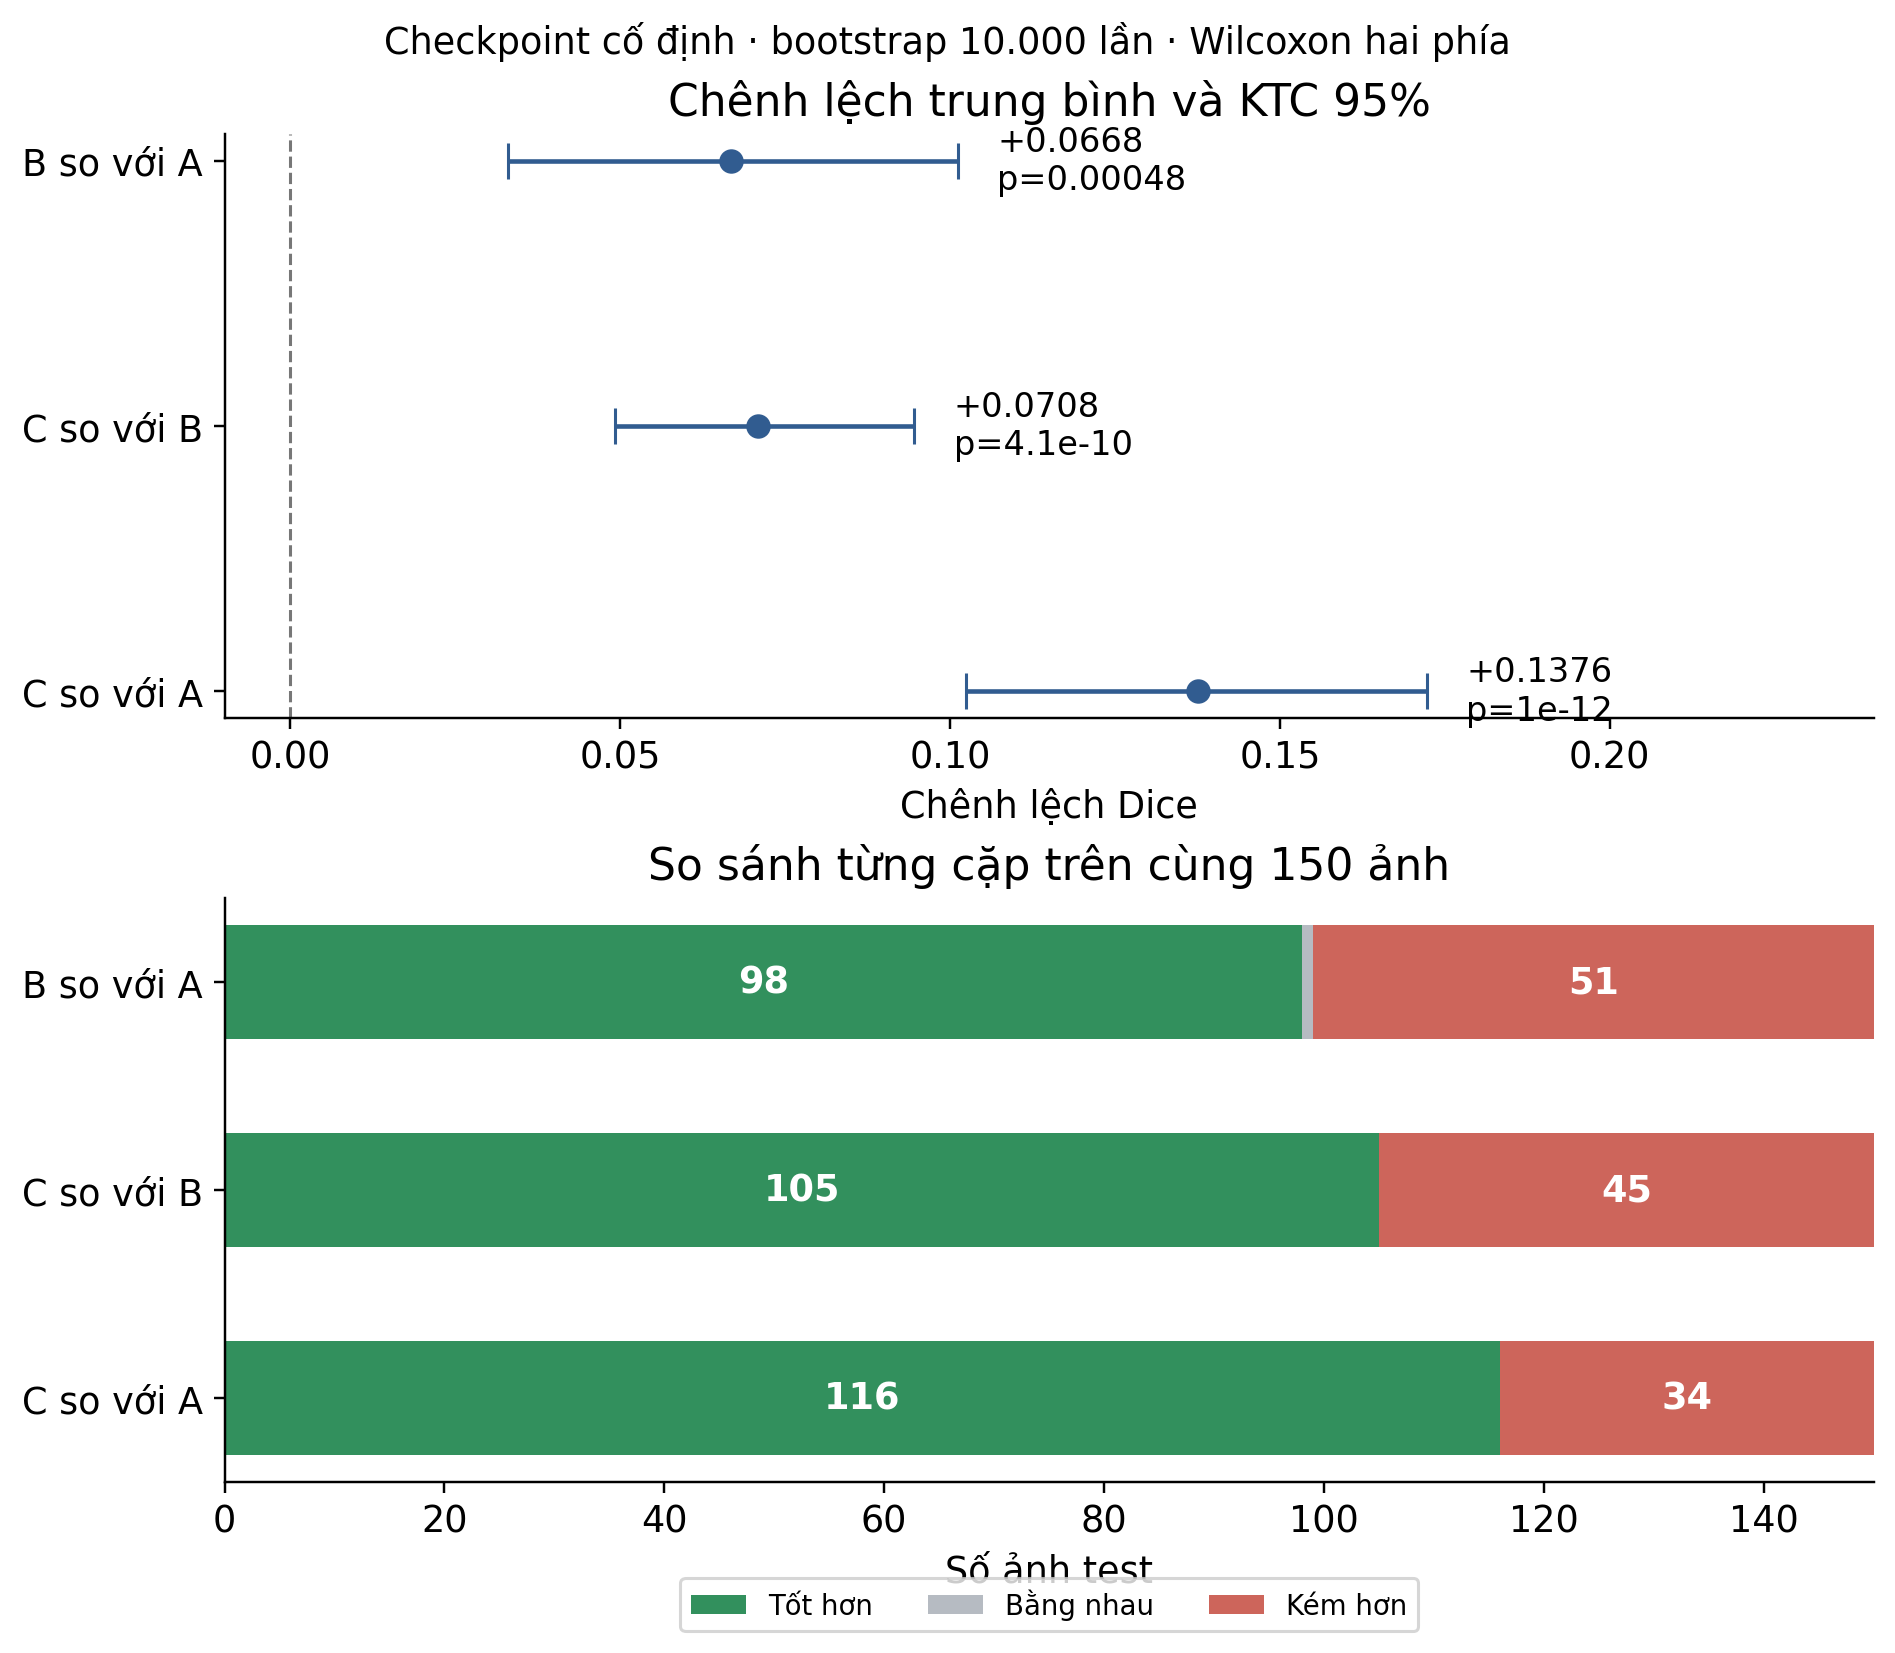 Checkpoint cố định · bootstrap 10.000 lần · Wilcoxon hai phía
Chênh lệch trung bình và KTC 95%
B so với A
+0.0668
p=0.00048
C so với B
+0.0708
p=4.1e-10
C so với A
+0.1376
p=1e-12
0.00 0.05 0.10 0.15 0.20
Chênh lệch Dice
So sánh từng cặp trên cùng 150 ảnh
B so với A 98 51
C so với B 105 45
C so với A 116 34
0 20 40 60 80 100 120 140
Số ảnh test
Tốt hơn Bằng nhau Kém hơn